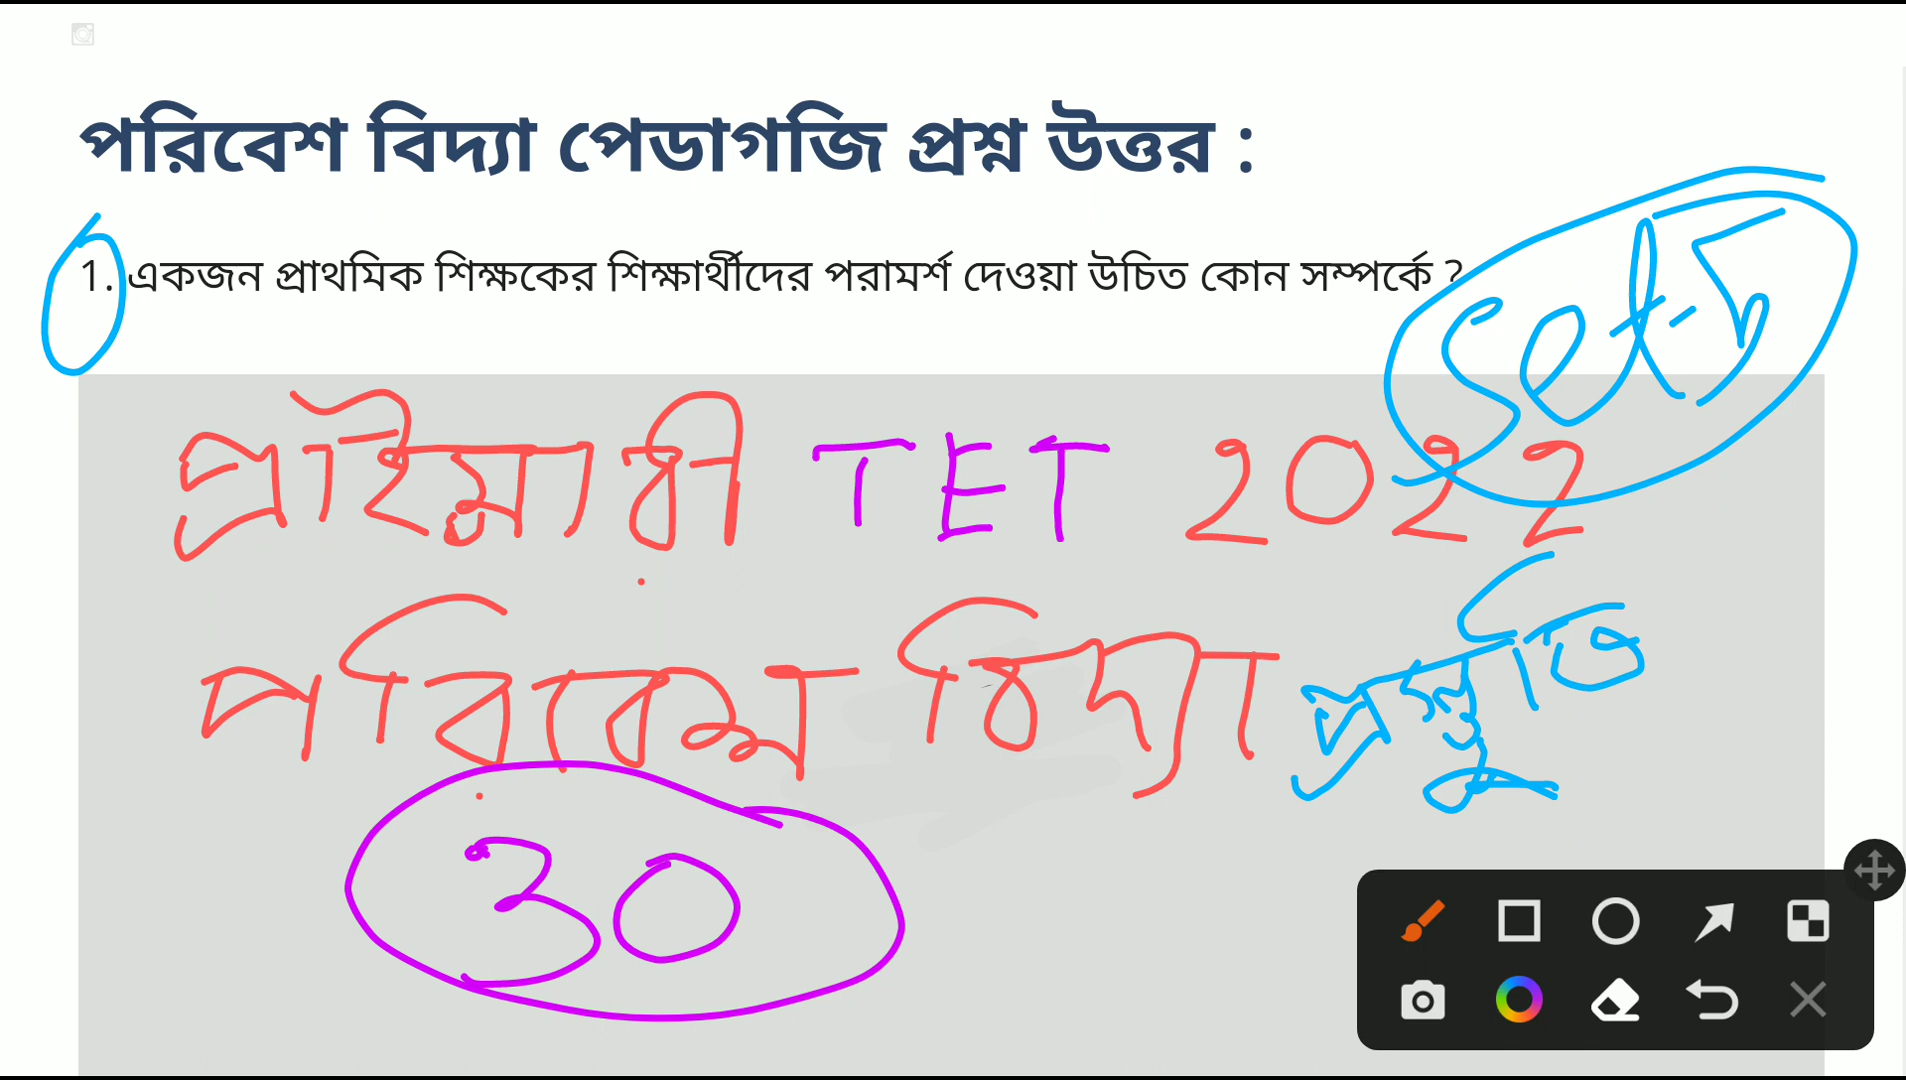 পরিবেশ বিদ্যা পেডাগজি প্রশ্ন উত্তর :
1. একজন প্রাথমিক শিক্ষকের শিক্ষার্থীদের পরামর্শ দেওয়া উচিত কোন সম্পর্কে ?
Set-5
প্রাইমারী TET 2022
পরিবেশ বিদ্যা প্রস্তুতি
30